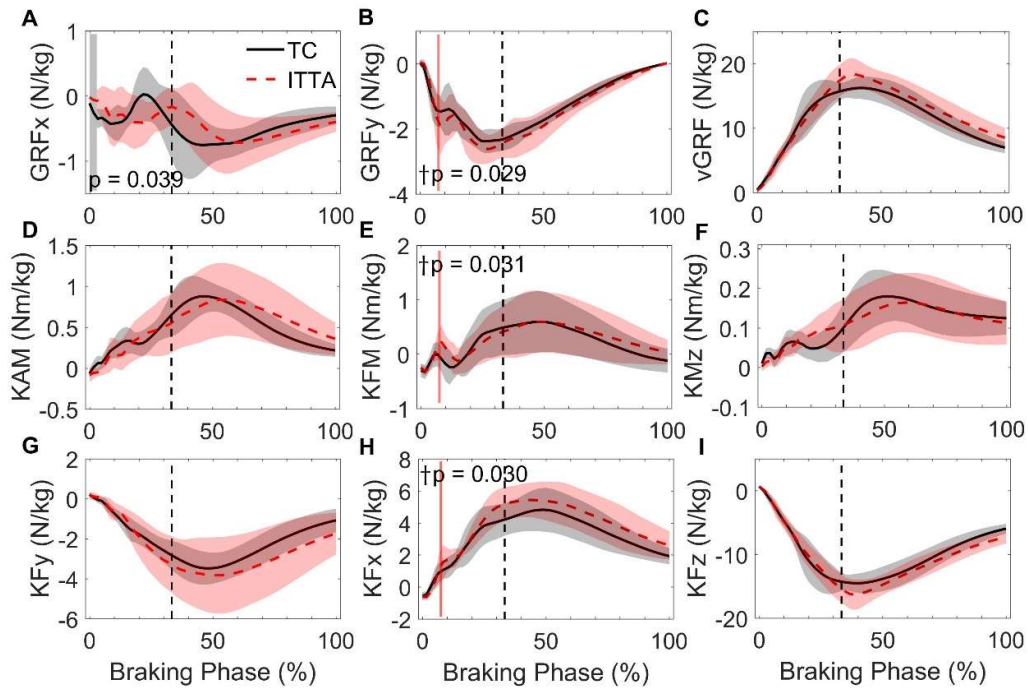 A
GRFx (N/kg)
1
0
-1
TC
ITTA
p = 0.039
0 50 100
B
GRFy (N/kg)
1
0
-2
-4
†p = 0.029
0 50 100
C
vGRF (N/kg)
20
10
0
0 50 100
D
KAM (Nm/kg)
1.5
1
0.5
0
-0.5
0 50 100
E
KFM (Nm/kg)
2
1
0
-1
†p = 0.031
0 50 100
F
KMz (Nm/kg)
0.3
0.2
0.1
0
-0.1
0 50 100
G
KFy (N/kg)
2
0
-2
-4
-6
0 50 100
Braking Phase (%)
H
KFx (N/kg)
8
6
4
2
0
-2
†p = 0.030
0 50 100
Braking Phase (%)
I
KFz (N/kg)
0
-10
-20
0 50 100
Braking Phase (%)